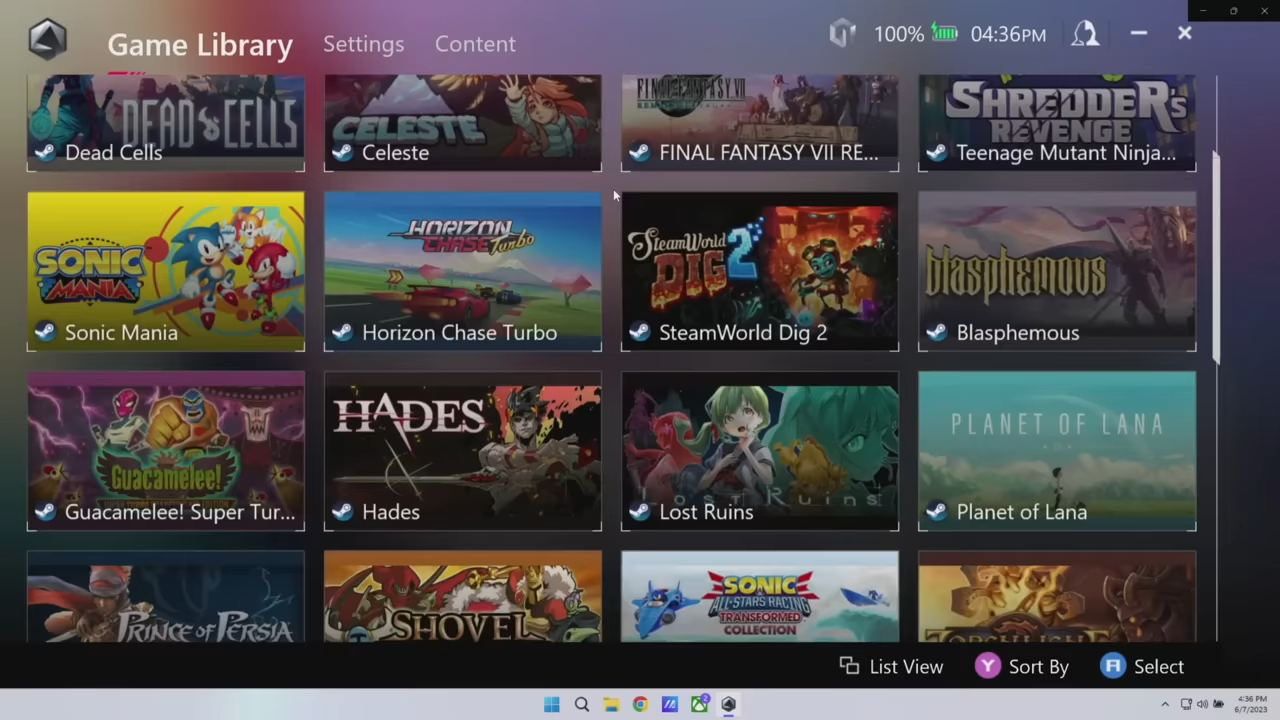 Game Library
Settings
Content
100%
04:36PM
DEAD CELLS
Dead Cells
CELESTE
Celeste
FINAL FANTASY VII
FINAL FANTASY VII RE...
SHREDDER'S
REVENGE
Teenage Mutant Ninja...
SONIC
MANIA
Sonic Mania
HORIZON
CHASE Turbo
Horizon Chase Turbo
SteamWorld
DIG 2
SteamWorld Dig 2
blasphemous
Blasphemous
Guacamelee!
Guacamelee! Super Tur...
HADES
Hades
LOST RUINS
Lost Ruins
PLANET OF LANA
Planet of Lana
PRINCE OF PERSIA
SHOVEL
SONIC
ALL-STARS RACING
TRANSFORMED
COLLECTION
TORCHLIGHT
List View
Y
Sort By
A
Select
2
4:36 PM
6/7/2023